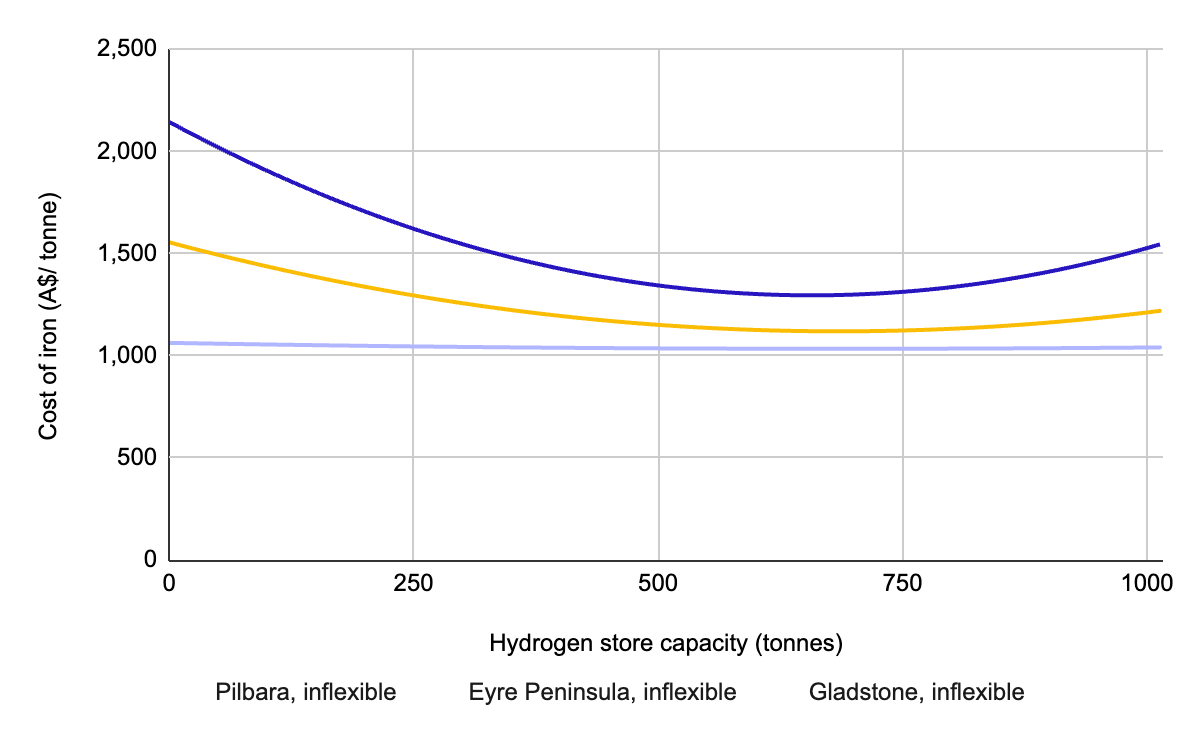 2,500
2,000
1,500
1,000
500
0
Cost of iron (A$/ tonne)
0 250 500 750 1000
Hydrogen store capacity (tonnes)
Pilbara, inflexible Eyre Peninsula, inflexible Gladstone, inflexible